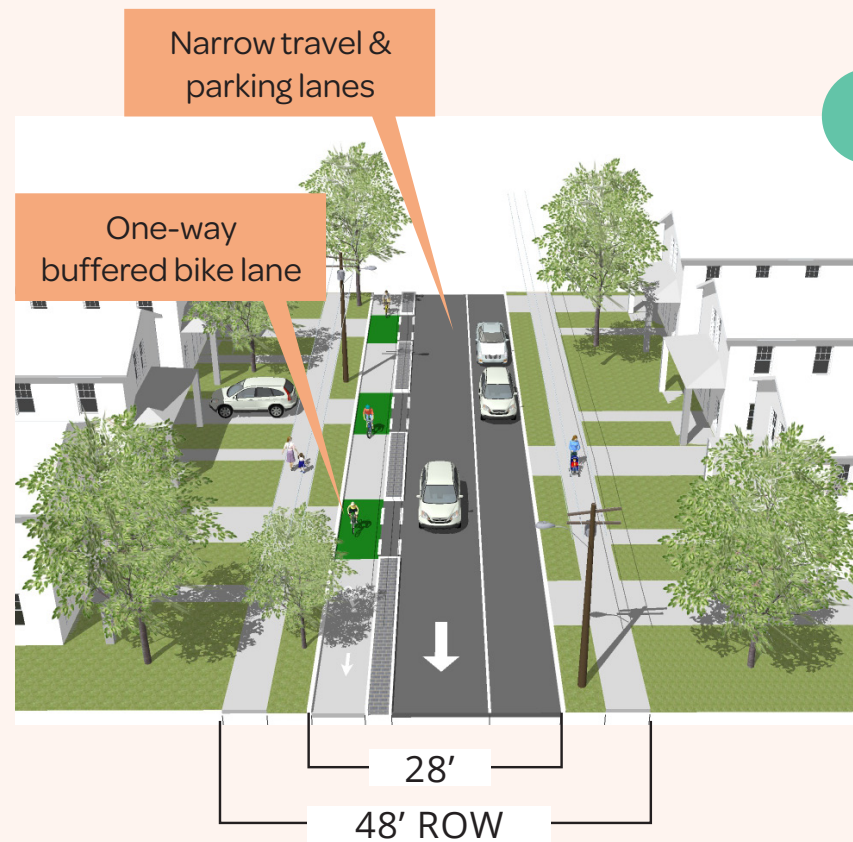 Narrow travel &
parking lanes
One-way
buffered bike lane
28'
48' ROW